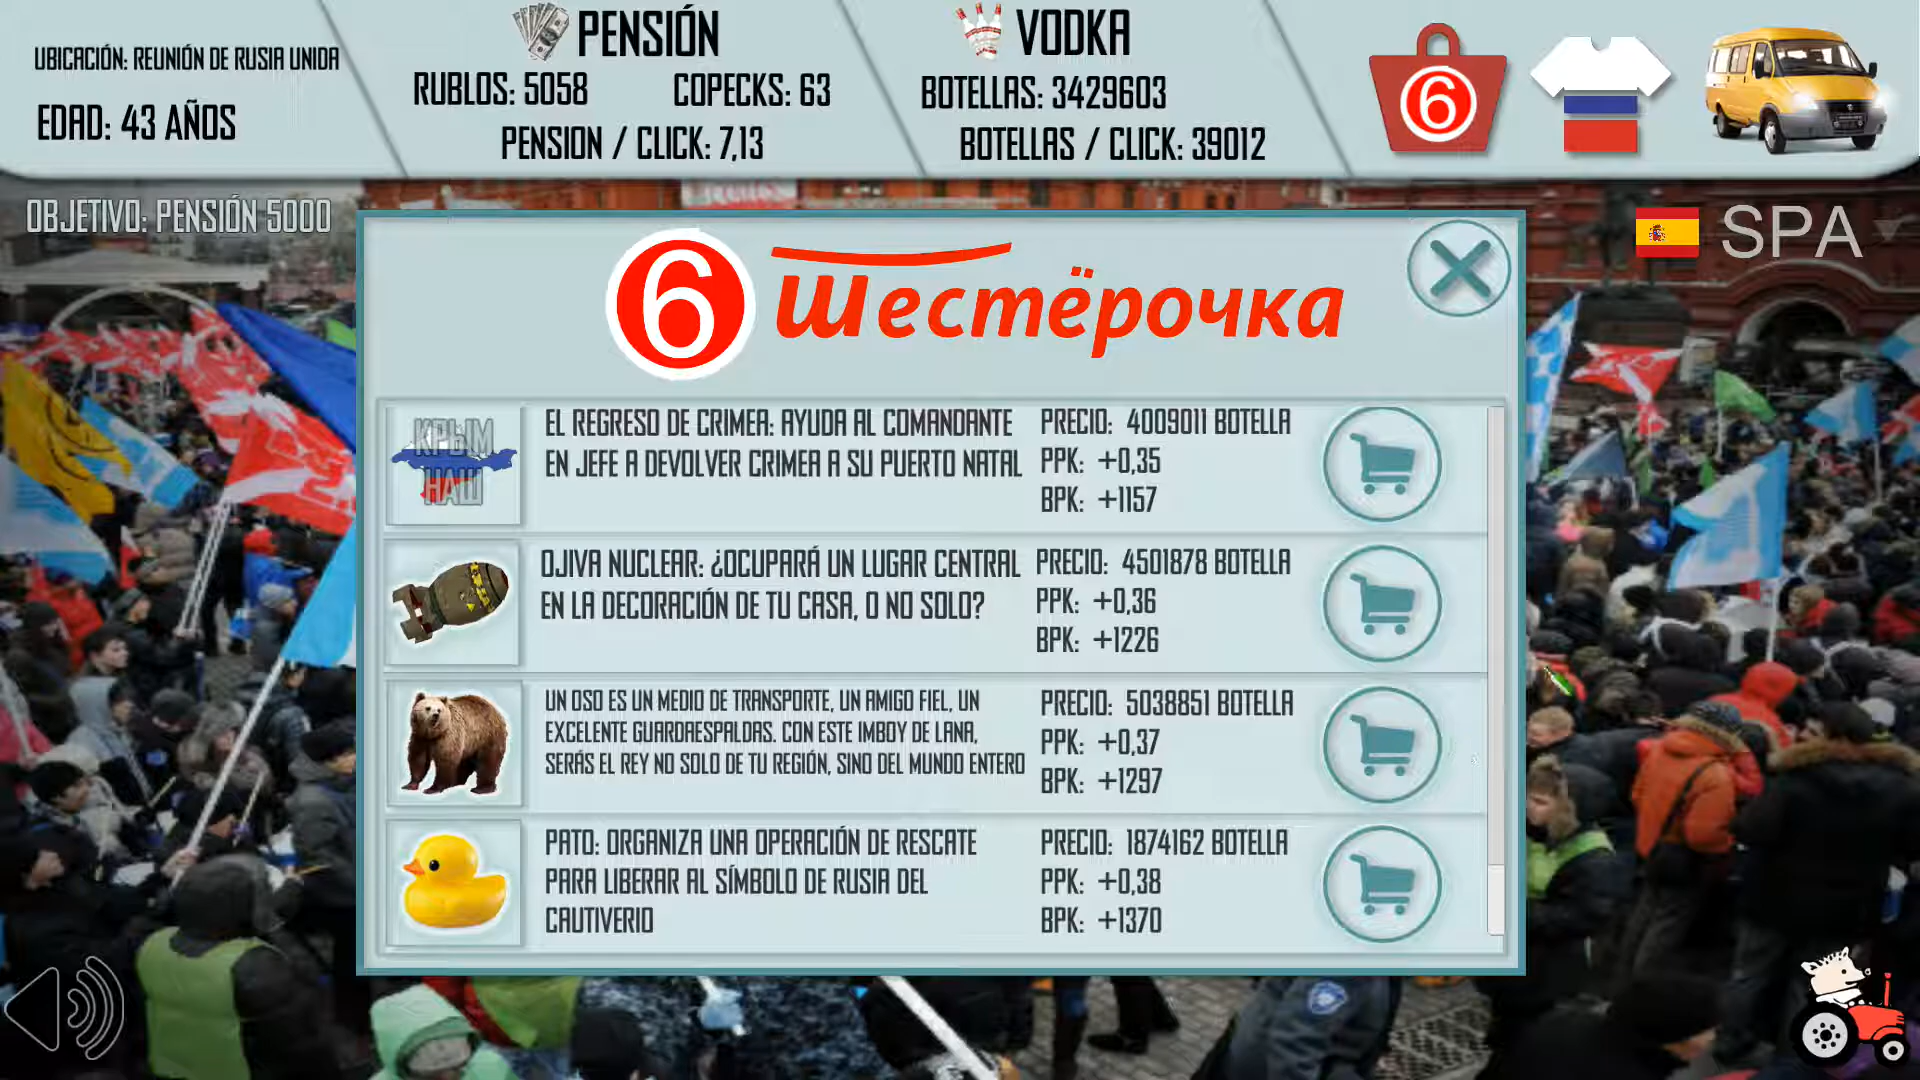 UBICACIÓN: REUNIÓN DE RUSIA UNIDA
EDAD: 43 AÑOS
PENSIÓN
RUBLOS: 5058
COPECKS: 63
PENSION / CLICK: 7,13
VODKA
BOTELLAS: 3429603
BOTELLAS / CLICK: 39012
6
OBJETIVO: PENSIÓN 5000
SPA
6 Шестёрочка
КРЫМ
НАШ
EL REGRESO DE CRIMEA: AYUDA AL COMANDANTE
EN JEFE A DEVOLVER CRIMEA A SU PUERTO NATAL
PRECIO: 4009011 BOTELLA
PPK: +0,35
BPK: +1157
OJIVA NUCLEAR: ¿OCUPARÁ UN LUGAR CENTRAL
EN LA DECORACIÓN DE TU CASA, O NO SOLO?
PRECIO: 4501878 BOTELLA
PPK: +0,36
BPK: +1226
UN OSO ES UN MEDIO DE TRANSPORTE, UN AMIGO FIEL, UN
EXCELENTE GUARDAESPALDAS. CON ESTE IMBOY DE LANA,
SERÁS EL REY NO SOLO DE TU REGIÓN, SINO DEL MUNDO ENTERO
PRECIO: 5038851 BOTELLA
PPK: +0,37
BPK: +1297
PATO: ORGANIZA UNA OPERACIÓN DE RESCATE
PARA LIBERAR AL SÍMBOLO DE RUSIA DEL
CAUTIVERIO
PRECIO: 1874162 BOTELLA
PPK: +0,38
BPK: +1370